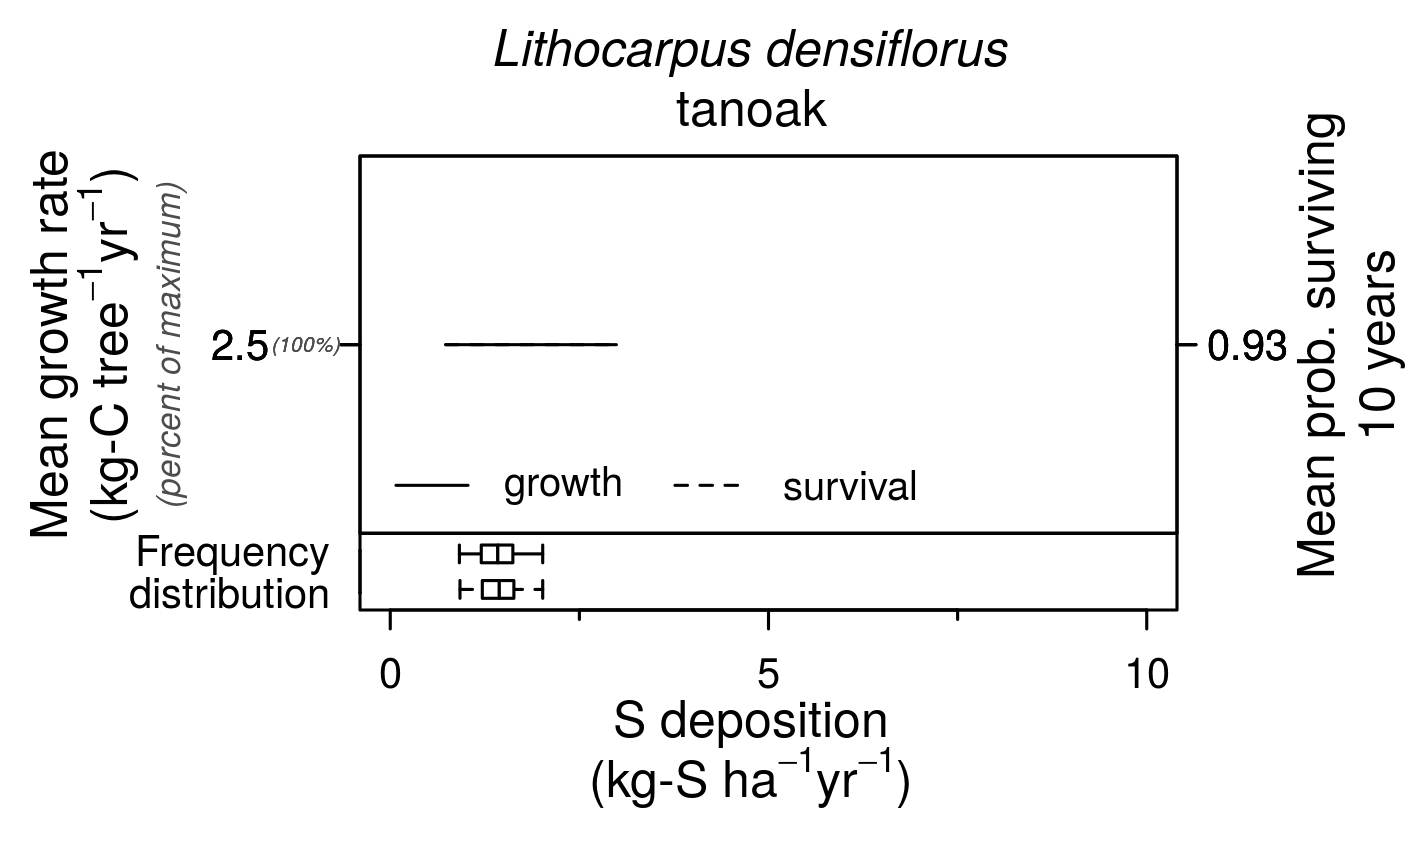 Lithocarpus densiflorus
tanoak
Mean growth rate
(kg-C tree⁻¹yr⁻¹)
(percent of maximum)
2.5 (100%)
0.93
Mean prob. surviving
10 years
growth
survival
Frequency
distribution
0 5 10
S deposition
(kg-S ha⁻¹yr⁻¹)